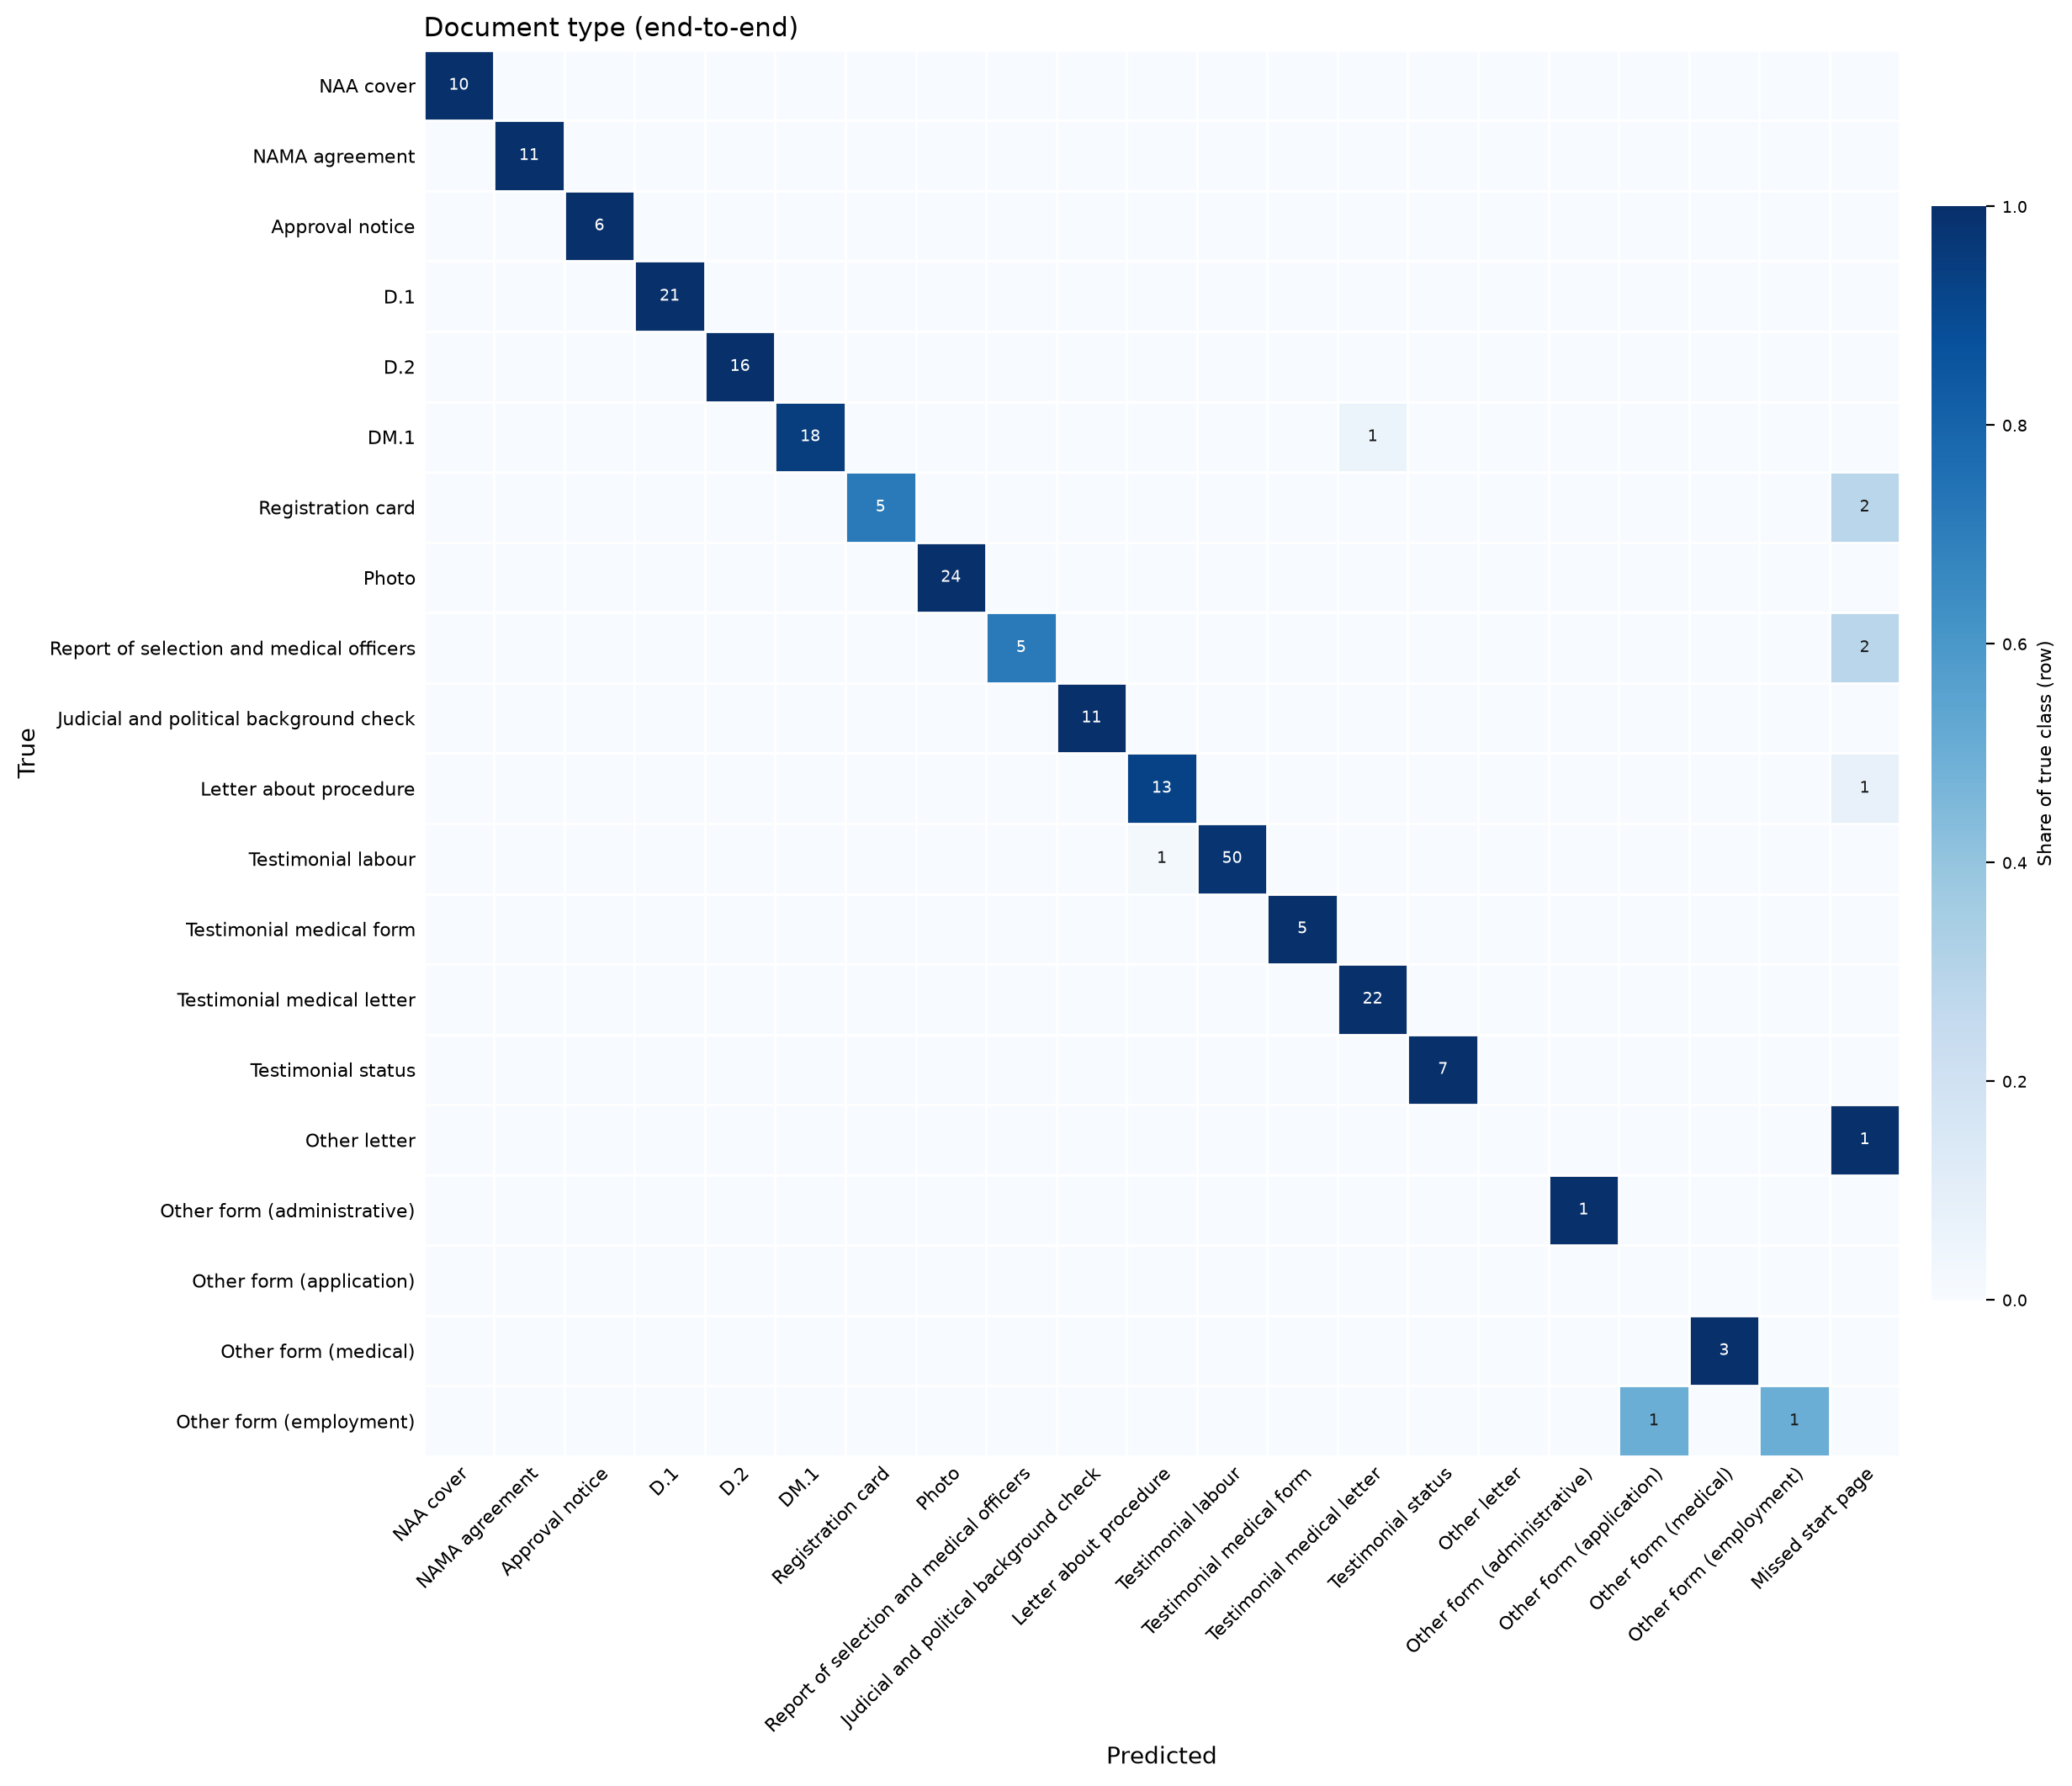 Document type (end-to-end)
NAA cover
10
NAMA agreement
11
Approval notice
6
D.1
21
D.2
16
DM.1
18
1
Registration card
5
2
Photo
24
Report of selection and medical officers
5
2
Judicial and political background check
11
Letter about procedure
13
1
Testimonial labour
1
50
Testimonial medical form
5
Testimonial medical letter
22
Testimonial status
7
Other letter
1
Other form (administrative)
1
Other form (application)
Other form (medical)
3
Other form (employment)
1
1
True
NAA cover
NAMA agreement
Approval notice
D.1
D.2
DM.1
Registration card
Photo
Report of selection and medical officers
Judicial and political background check
Letter about procedure
Testimonial labour
Testimonial medical form
Testimonial medical letter
Testimonial status
Other letter
Other form (administrative)
Other form (application)
Other form (medical)
Other form (employment)
Missed start page
Predicted
1.0
0.8
0.6
0.4
0.2
0.0
Share of true class (row)